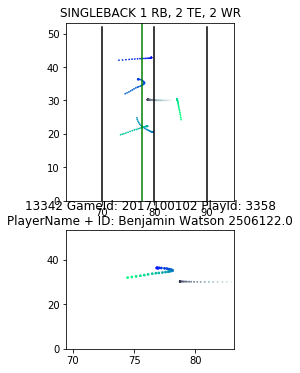 SINGLEBACK 1 RB, 2 TE, 2 WR
50
40
30
20
10
0
70 80 90
13342 GameId: 2017100102 PlayId: 3358
PlayerName + ID: Benjamin Watson 2506122.0
40
20
0
70 75 80